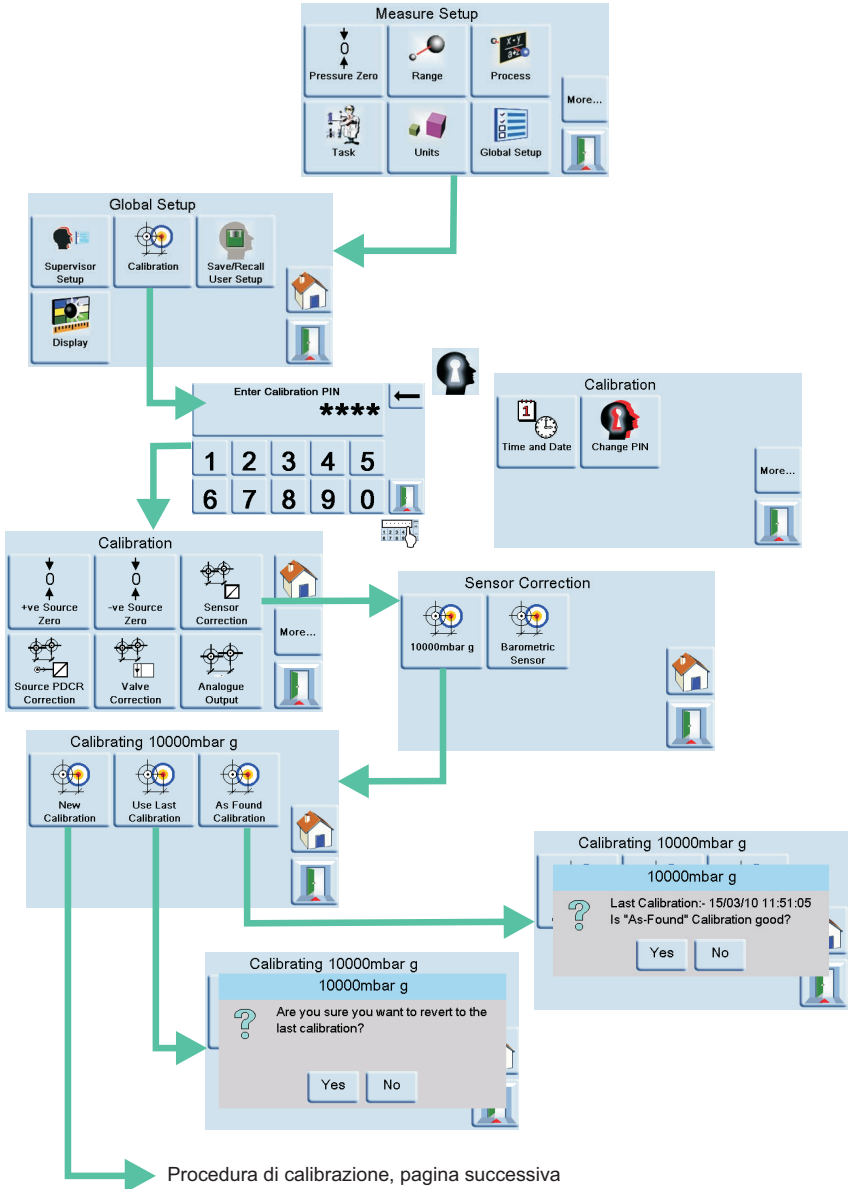 Measure Setup
0
Pressure Zero
Range
x-y
a+z
Process
More...
Task
Units
Global Setup
Global Setup
Supervisor
Setup
Calibration
Save/Recall
User Setup
Display
Enter Calibration PIN
****
1 2 3 4 5
6 7 8 9 0
Calibration
1
Time and Date
Change PIN
More...
Calibration
0
+ve Source
Zero
0
-ve Source
Zero
Sensor
Correction
More...
Source PDCR
Correction
Valve
Correction
Analogue
Output
Sensor Correction
10000mbar g
Barometric
Sensor
Calibrating 10000mbar g
New
Calibration
Use Last
Calibration
As Found
Calibration
Calibrating 10000mbar g
10000mbar g
Last Calibration:- 15/03/10 11:51:05
Is "As-Found" Calibration good?
Yes No
Calibrating 10000mbar g
10000mbar g
Are you sure you want to revert to the
last calibration?
Yes No
Procedura di calibrazione, pagina successiva